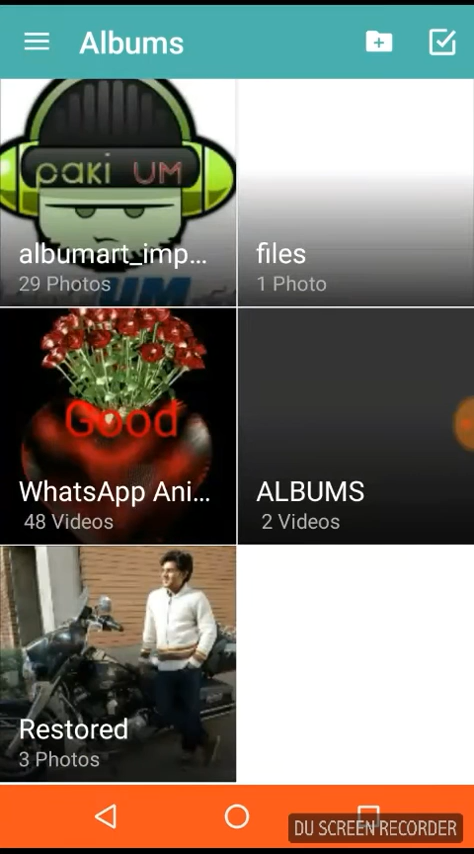 Albums
paki UM
albumart_imp...
29 Photos
files
1 Photo
Good
WhatsApp Ani...
48 Videos
ALBUMS
2 Videos
Restored
3 Photos
DU SCREEN RECORDER